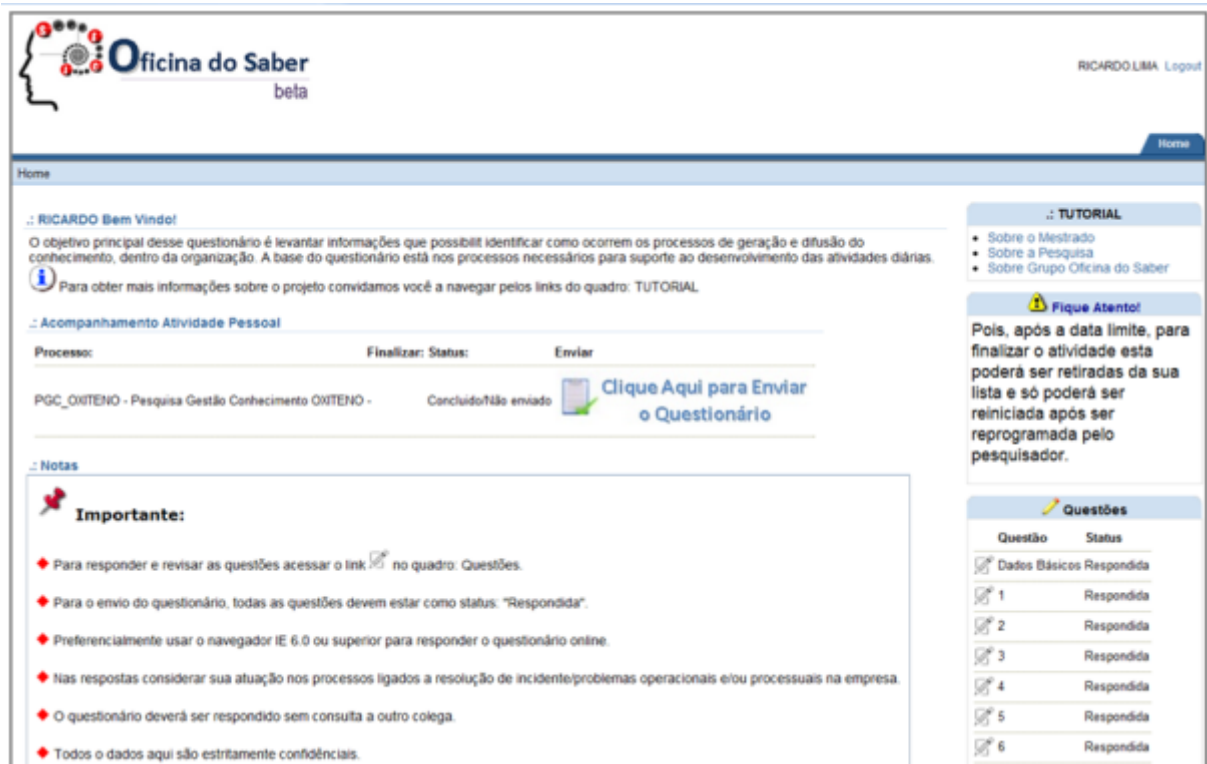 Oficina do Saber
beta
RICARDO.LIMA Logout
Home
Home
.: RICARDO Bem Vindo!
O objetivo principal desse questionário é levantar informações que possibilit identificar como ocorrem os processos de geração e difusão do
conhecimento, dentro da organização. A base do questionário está nos processos necessários para suporte ao desenvolvimento das atividades diárias.
Para obter mais informações sobre o projeto convidamos você a navegar pelos links do quadro: TUTORIAL
.: Acompanhamento Atividade Pessoal
Processo: Finalizar: Status: Enviar
PGC_OXITENO - Pesquisa Gestão Conhecimento OXITENO - Concluido/Não enviado Clique Aqui para Enviar
o Questionário
.: Notas
Importante:
Para responder e revisar as questões acessar o link no quadro: Questões.
Para o envio do questionário, todas as questões devem estar como status: "Respondida".
Preferencialmente usar o navegador IE 6.0 ou superior para responder o questionário online.
Nas respostas considerar sua atuação nos processos ligados a resolução de incidente/problemas operacionais e/ou processuais na empresa.
O questionário deverá ser respondido sem consulta a outro colega.
Todos o dados aqui são estritamente confidênciais.
.: TUTORIAL
Sobre o Mestrado
Sobre a Pesquisa
Sobre Grupo Oficina do Saber
Fique Atento!
Pois, após a data limite, para
finalizar o atividade esta
poderá ser retiradas da sua
lista e só poderá ser
reiniciada após ser
reprogramada pelo
pesquisador.
Questões
Questão Status
Dados Básicos Respondida
1 Respondida
2 Respondida
3 Respondida
4 Respondida
5 Respondida
6 Respondida